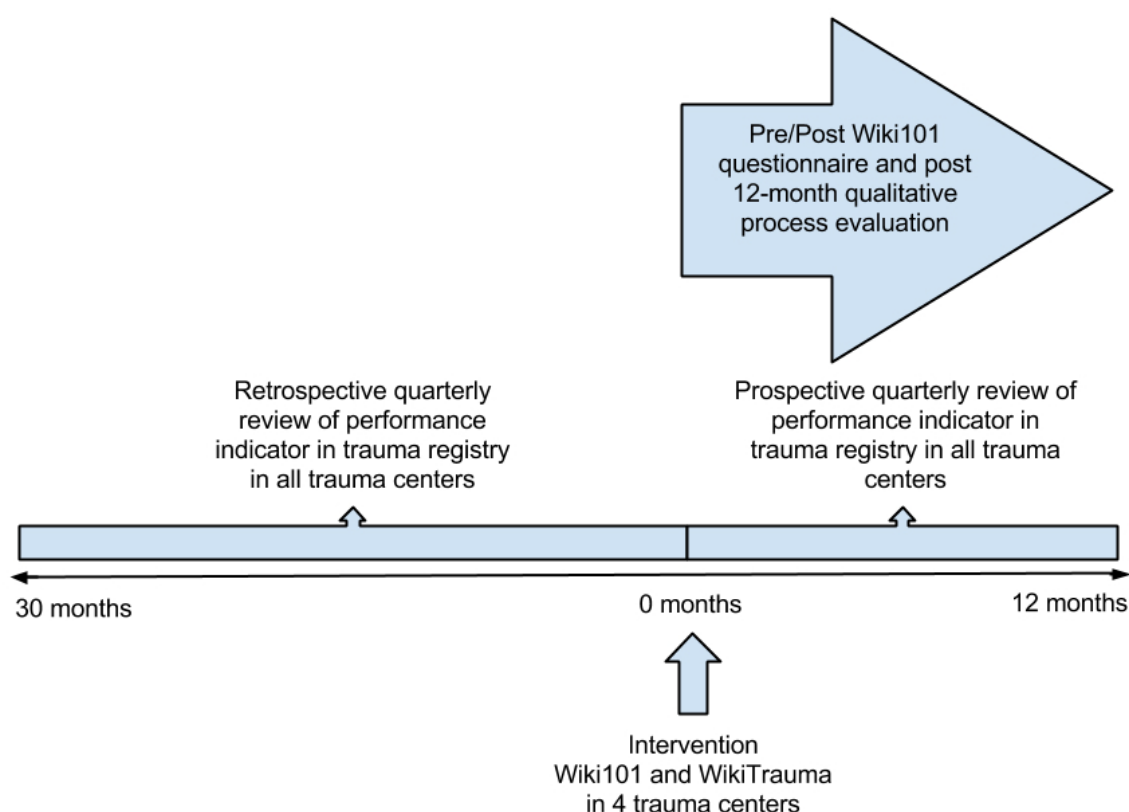 Pre/Post Wiki101
questionnaire and post
12-month qualitative
process evaluation
Retrospective quarterly
review of performance
indicator in trauma registry
in all trauma centers
Prospective quarterly review of
performance indicator in
trauma registry in all trauma
centers
30 months
0 months
12 months
Intervention
Wiki101 and WikiTrauma
in 4 trauma centers